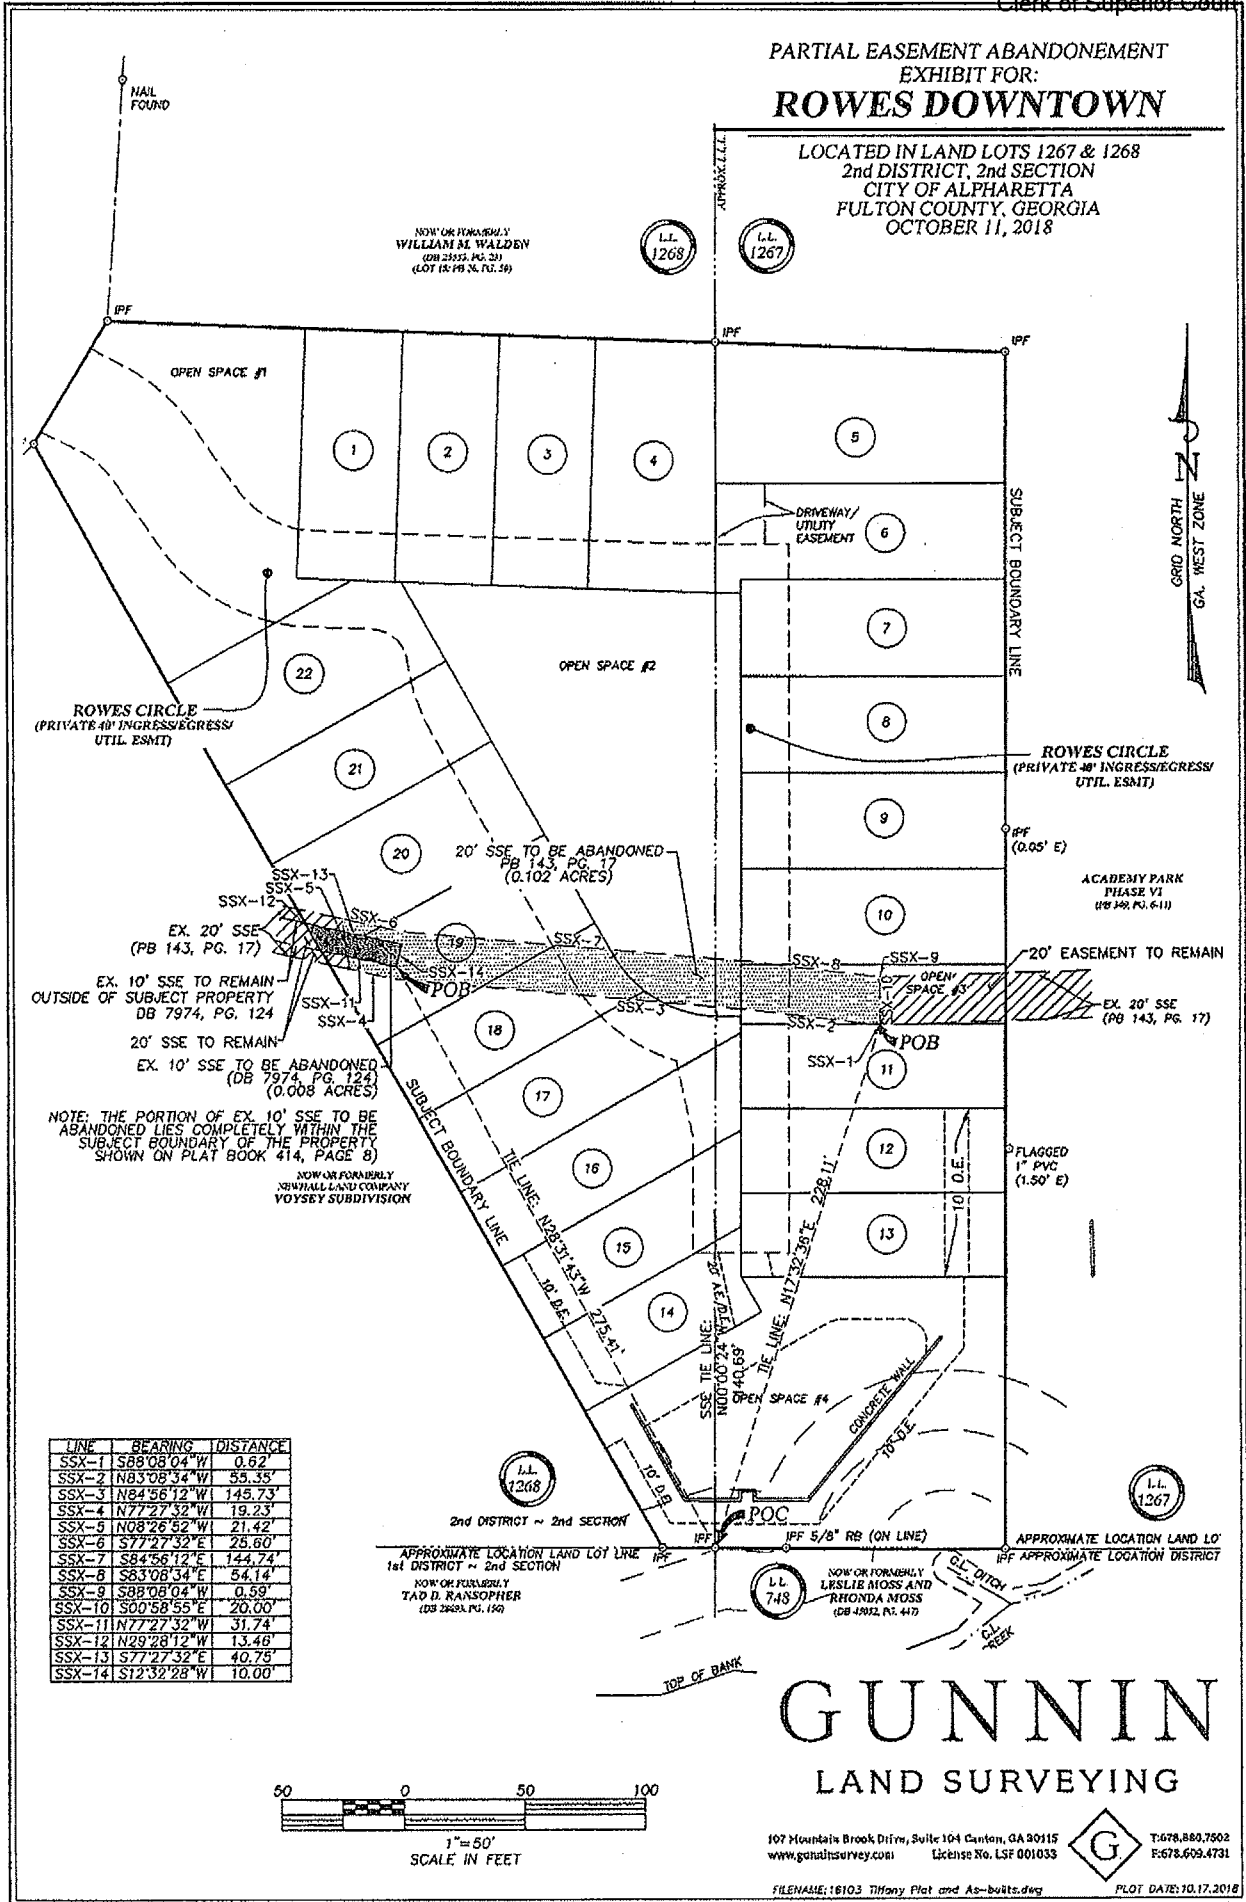 Clerk of Superior Court
PARTIAL EASEMENT ABANDONEMENT
EXHIBIT FOR:
ROWES DOWNTOWN
LOCATED IN LAND LOTS 1267 & 1268
2nd DISTRICT, 2nd SECTION
CITY OF ALPHARETTA
FULTON COUNTY, GEORGIA
OCTOBER 11, 2018
NAIL
FOUND
APPROX. L.L.L.
NOW OR FORMERLY
WILLIAM M. WALDEN
L.L.
1268
L.L.
1267
IPF
IPF
IPF
OPEN SPACE #1
1
2
3
4
5
GRID NORTH
N
GA. WEST ZONE
SUBJECT BOUNDARY LINE
DRIVEWAY/
UTILITY
EASEMENT
6
7
OPEN SPACE #2
22
ROWES CIRCLE
(PRIVATE 40' INGRESS/EGRESS/
UTIL. ESMT)
8
ROWES CIRCLE
(PRIVATE 40' INGRESS/EGRESS/
UTIL. ESMT)
21
9
IPF
(0.05' E)
20
20' SSE TO BE ABANDONED
PB 143, PG. 17
(0.102 ACRES)
ACADEMY PARK
PHASE VI
SSX-13
SSX-5
SSX-12
SSX-6
10
EX. 20' SSE
(PB 143, PG. 17)
19
SSX-7
SSX-8
SSX-9
20' EASEMENT TO REMAIN
OPEN
SPACE #3
SSX-10
EX. 10' SSE TO REMAIN
OUTSIDE OF SUBJECT PROPERTY
DB 7974, PG. 124
SSX-14
POB
SSX-11
SSX-4
SSX-3
SSX-2
EX. 20' SSE
(PB 143, PG. 17)
18
20' SSE TO REMAIN
SSX-1
POB
11
EX. 10' SSE TO BE ABANDONED
(DB 7974, PG. 124)
(0.008 ACRES)
17
NOTE: THE PORTION OF EX. 10' SSE TO BE
ABANDONED LIES COMPLETELY WITHIN THE
SUBJECT BOUNDARY OF THE PROPERTY
SHOWN ON PLAT BOOK 414, PAGE 8)
NOW OR FORMERLY
NEWHALL LAND COMPANY
VOYSEY SUBDIVISION
SUBJECT BOUNDARY LINE
TIE LINE: N28°31'43"W 275.41'
16
12
10' D.E.
FLAGGED
1" PVC
(1.50' E)
TIE LINE: N17°32'38"E 228.11'
15
13
10' D.E.
14
20' A.E./D.E.
SSE TIE LINE:
N00°00'24"W
140.69'
OPEN SPACE #4
CONCRETE WALL
10' D.E.
10' D.E.
LINE BEARING DISTANCE
SSX-1 S88°08'04"W 0.62'
SSX-2 N83°08'34"W 55.35'
SSX-3 N84°56'12"W 145.73'
SSX-4 N77°27'32"W 19.23'
SSX-5 N08°26'52"W 21.42'
SSX-6 S77°27'32"E 25.60'
SSX-7 S84°56'12"E 144.74'
SSX-8 S83°08'34"E 54.14'
SSX-9 N88°08'04"E 0.59'
SSX-10 S00°58'55"E 20.00'
SSX-11 N77°27'32"W 31.74'
SSX-12 N29°28'12"W 13.46'
SSX-13 S77°27'32"E 40.75'
SSX-14 S12°32'28"W 10.00'
L.L.
1268
2nd DISTRICT ~ 2nd SECTION
L.L.
1267
POC
IPF
IPF 5/8" RB (ON LINE)
APPROXIMATE LOCATION LAND LOT LINE
1st DISTRICT ~ 2nd SECTION
IPF
APPROXIMATE LOCATION LAND LO
IPF
APPROXIMATE LOCATION DISTRICT
NOW OR FORMERLY
TAD D. RANSOPHER
L.L.
748
NOW OR FORMERLY
LESLIE MOSS AND
RHONDA MOSS
C.L. DITCH
C.L.
CREEK
TOP OF BANK
GUNNIN
LAND SURVEYING
50 0 50 100
1"=50'
SCALE IN FEET
107 Mountain Brook Drive, Suite 104 Canton, GA 30115
www.gunninsurvey.com License No. LSF 001033
G
T:678.880.7502
F:678.609.4731
FILENAME: 16103 Tiffany Plat and As-builts.dwg
PLOT DATE: 10.17.2018